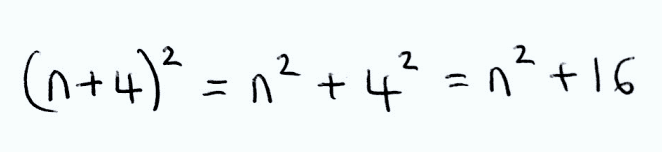 (n+4)² = n² + 4² = n² + 16